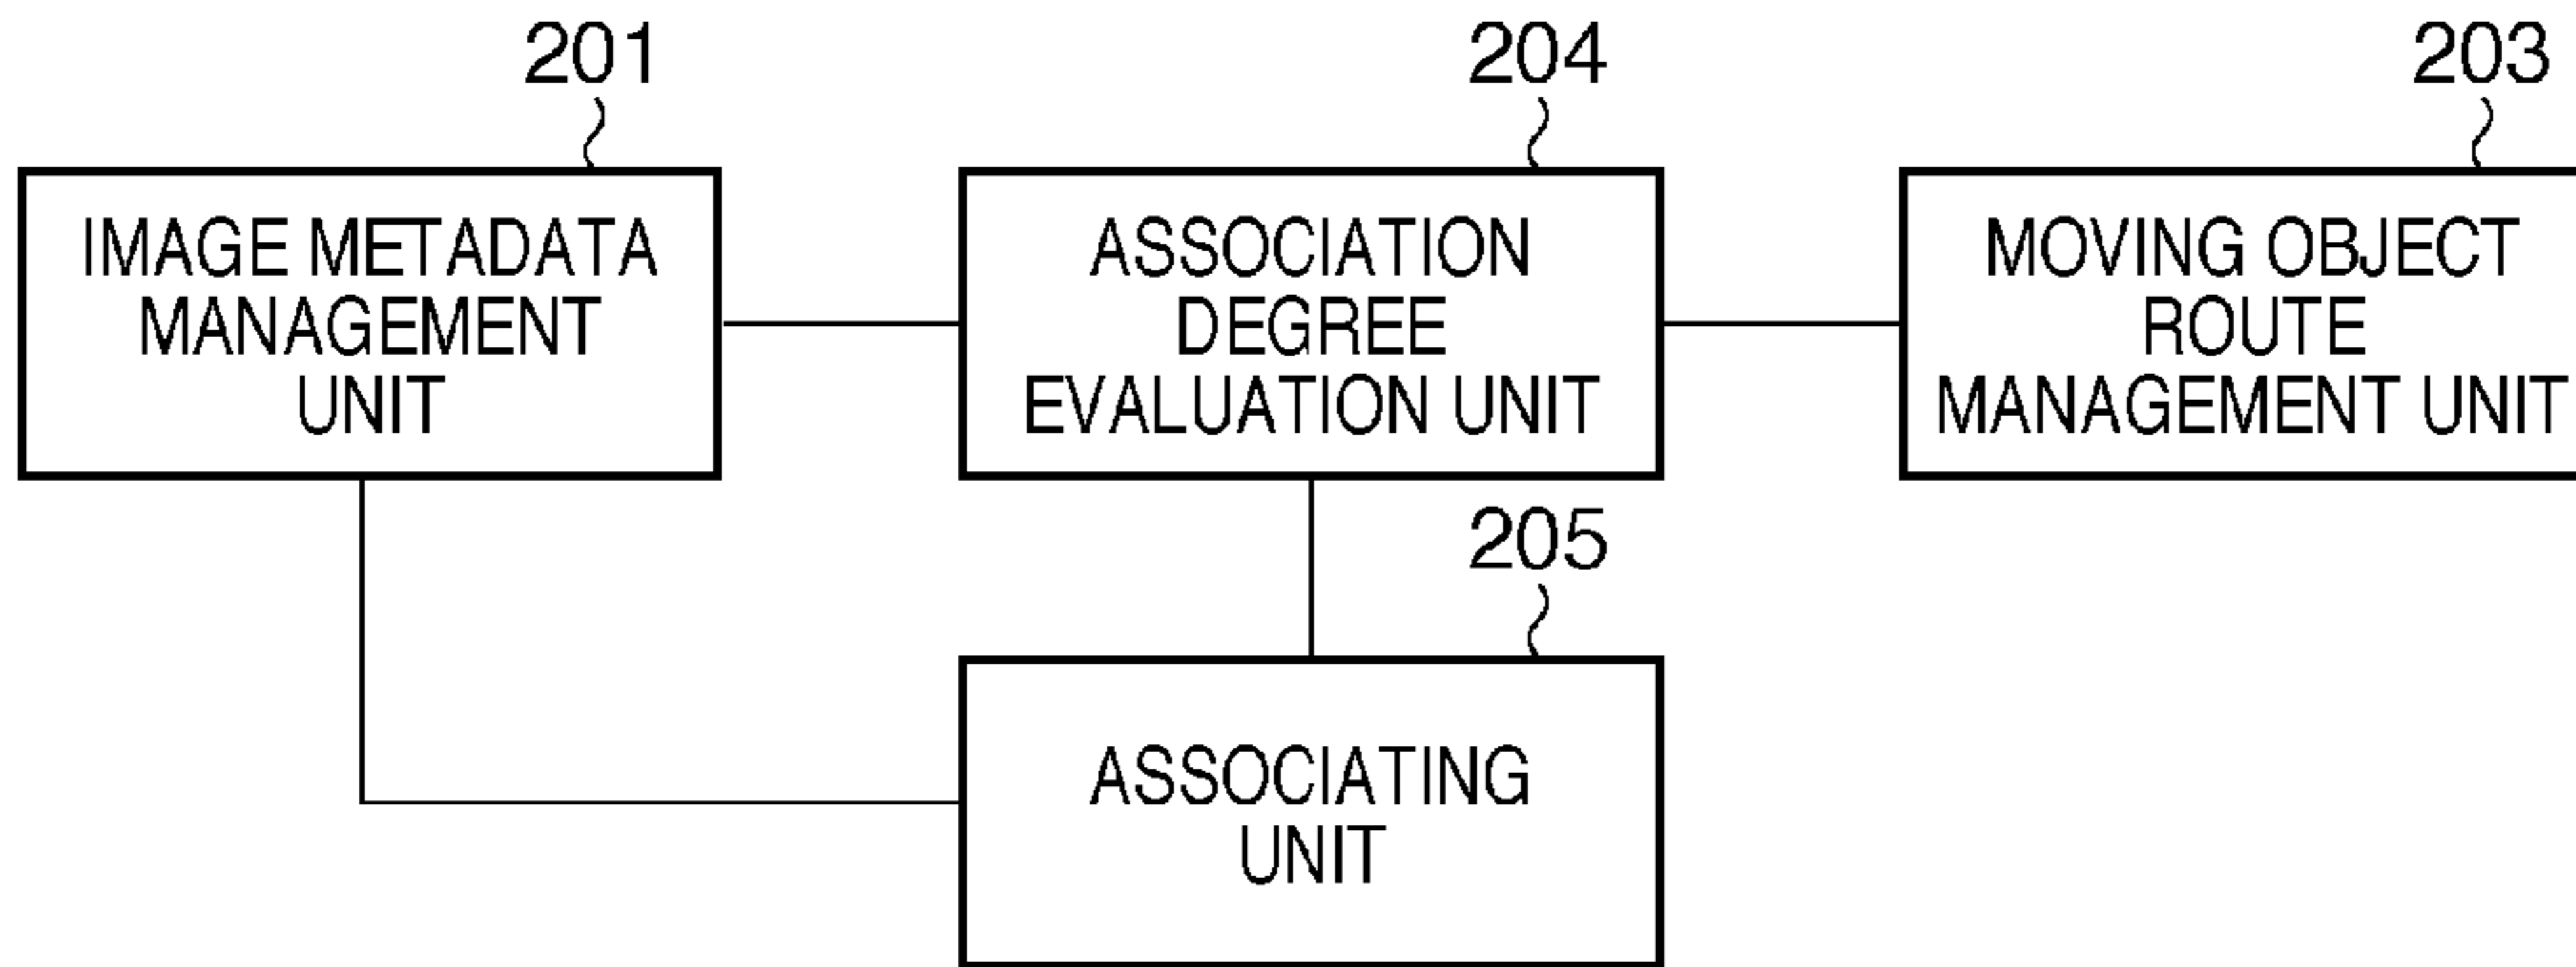 201
IMAGE METADATA
MANAGEMENT
UNIT
204
ASSOCIATION
DEGREE
EVALUATION UNIT
203
MOVING OBJECT
ROUTE
MANAGEMENT UNIT
205
ASSOCIATING
UNIT